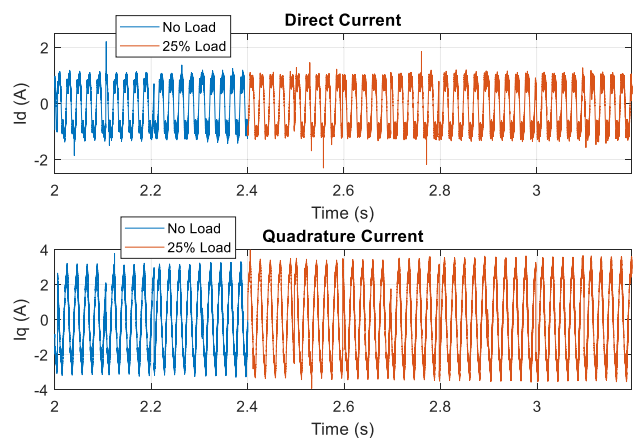 Direct Current
No Load
25% Load
Id (A)
2
0
-2
2 2.2 2.4 2.6 2.8 3
Time (s)
Quadrature Current
No Load
25% Load
Iq (A)
4
2
0
-2
-4
2 2.2 2.4 2.6 2.8 3
Time (s)